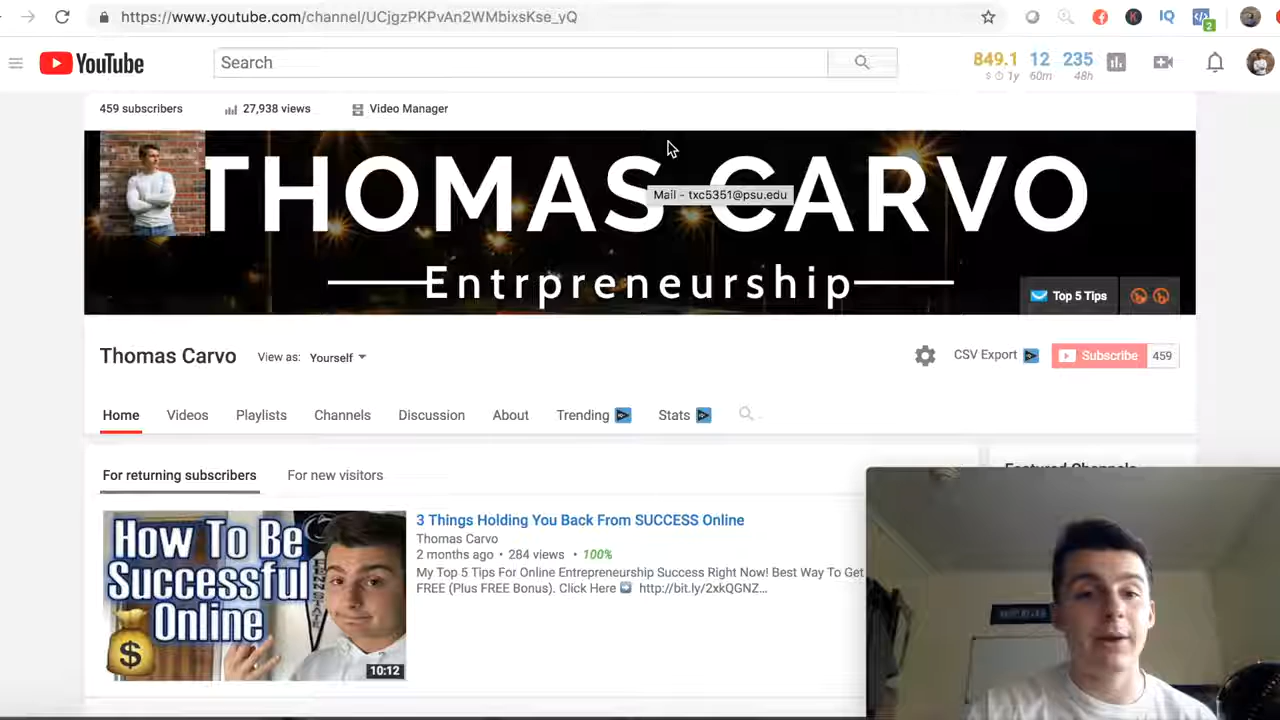 https://www.youtube.com/channel/UCjgzPKPvAn2WMbixsKse_yQ
IQ
2
YouTube
Search
849.1 12 235
$ 1y 60m 48h
459 subscribers 27,938 views Video Manager
THOMAS CARVO
Mail - txc5351@psu.edu
Entrpreneurship
Top 5 Tips
Thomas Carvo View as: Yourself CSV Export Subscribe 459
Home Videos Playlists Channels Discussion About Trending Stats
For returning subscribers For new visitors
Featured Channels
How To Be
Successful
Online
$
10:12
3 Things Holding You Back From SUCCESS Online
Thomas Carvo
2 months ago • 284 views • 100%
My Top 5 Tips For Online Entrepreneurship Success Right Now! Best Way To Get
FREE (Plus FREE Bonus). Click Here http://bit.ly/2xkQGNZ...